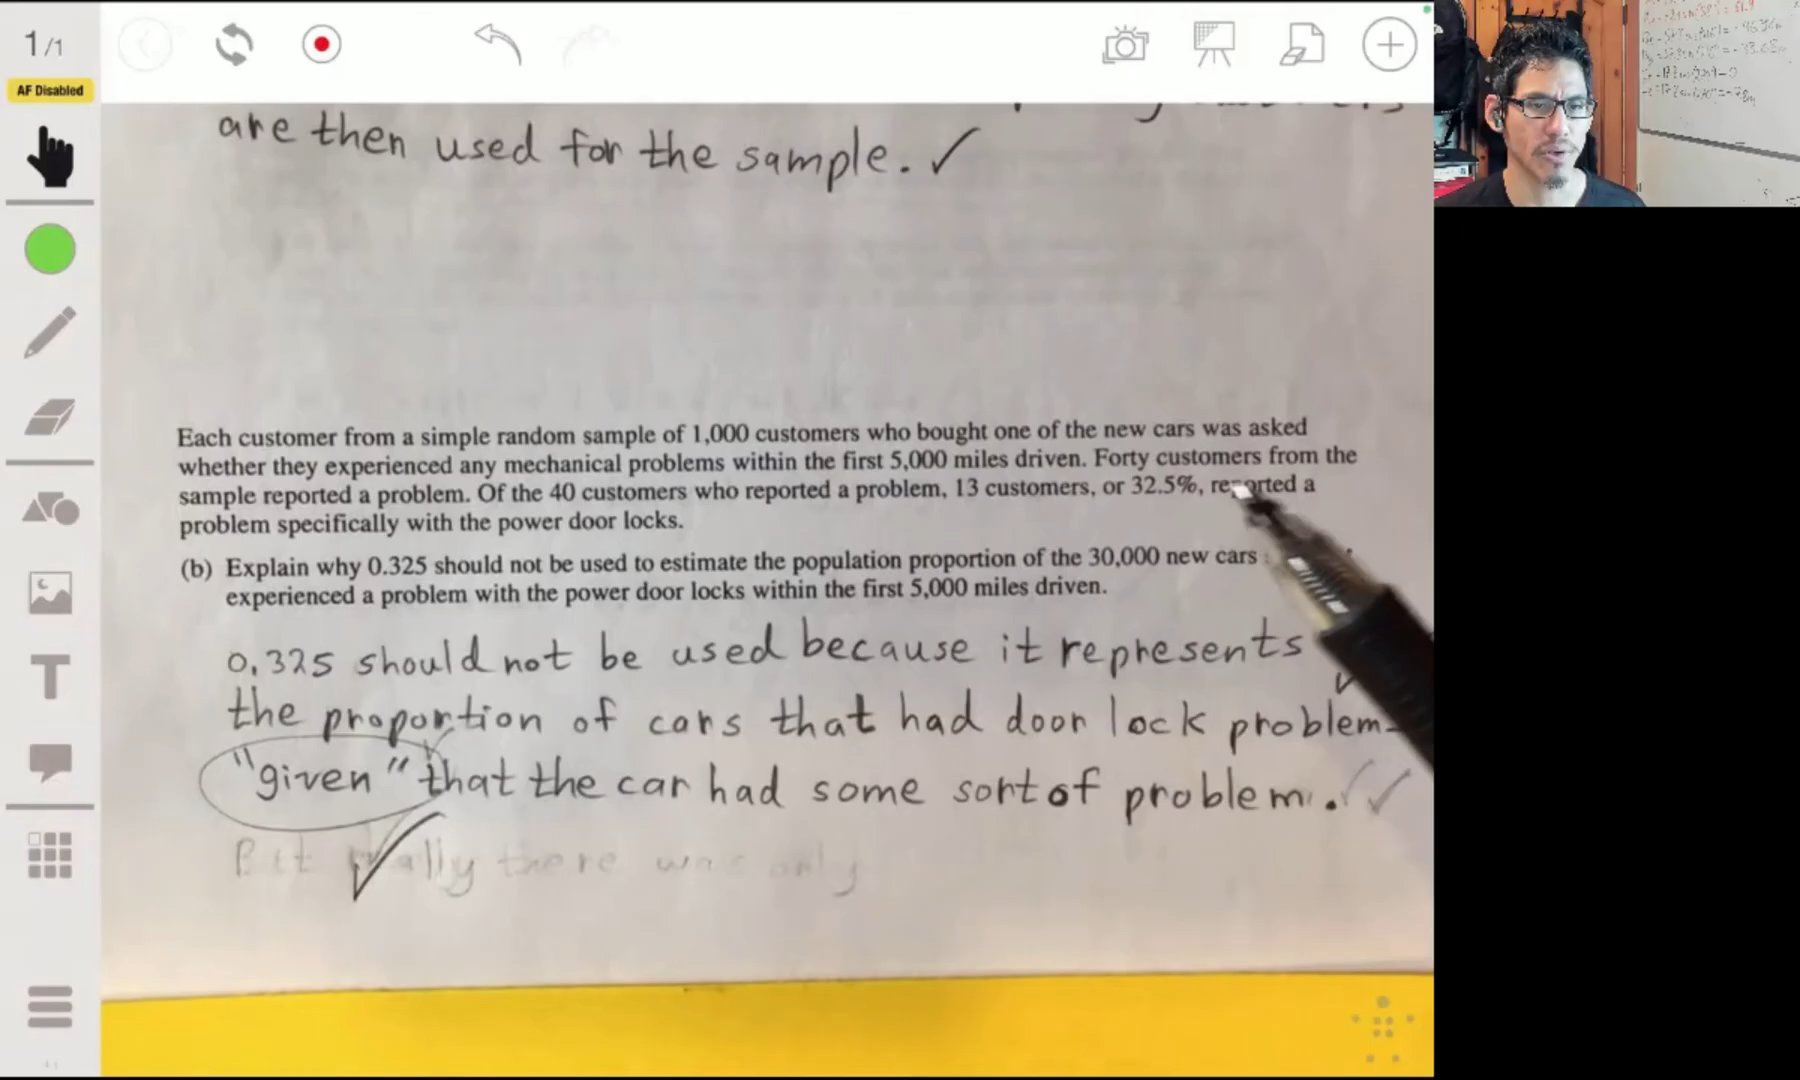 1/1
AF Disabled
are then used for the sample. ✓
Each customer from a simple random sample of 1,000 customers who bought one of the new cars was asked
whether they experienced any mechanical problems within the first 5,000 miles driven. Forty customers from the
sample reported a problem. Of the 40 customers who reported a problem, 13 customers, or 32.5%, reported a
problem specifically with the power door locks.
(b) Explain why 0.325 should not be used to estimate the population proportion of the 30,000 new cars
experienced a problem with the power door locks within the first 5,000 miles driven.
0.325 should not be used because it represents
the proportion of cars that had door lock problem
"given" that the car had some sort of problem.
there was only
T